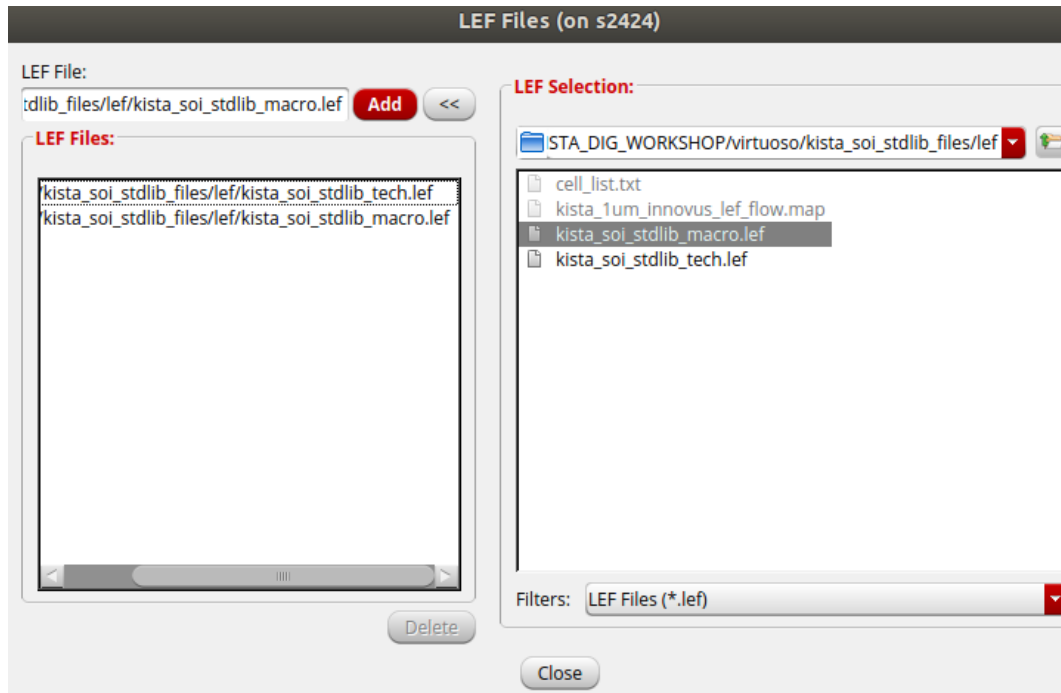 LEF Files (on s2424)
LEF File:
tdlib_files/lef/kista_soi_stdlib_macro.lef
Add
<<
LEF Files:
/kista_soi_stdlib_files/lef/kista_soi_stdlib_tech.lef
/kista_soi_stdlib_files/lef/kista_soi_stdlib_macro.lef
Delete
LEF Selection:
STA_DIG_WORKSHOP/virtuoso/kista_soi_stdlib_files/lef
cell_list.txt
kista_1um_innovus_lef_flow.map
kista_soi_stdlib_macro.lef
kista_soi_stdlib_tech.lef
Filters: LEF Files (*.lef)
Close